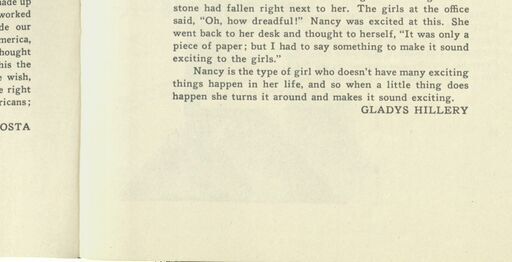 made up
worked
de our
merica,
hought
his the
e wish,
e right
ricans;
OSTA
stone had fallen right next to her. The girls at the office
said, "Oh, how dreadful!" Nancy was excited at this. She
went back to her desk and thought to herself, "It was only a
piece of paper; but I had to say something to make it sound
exciting to the girls."
Nancy is the type of girl who doesn't have many exciting
things happen in her life, and so when a little thing does
happen she turns it around and makes it sound exciting.
GLADYS HILLERY